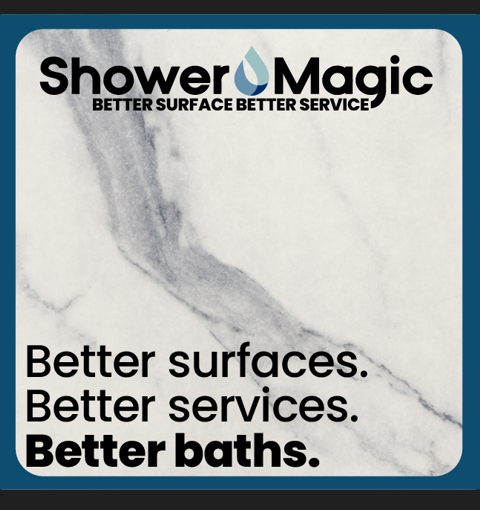 Shower Magic
BETTER SURFACE BETTER SERVICE
Better surfaces.
Better services.
Better baths.